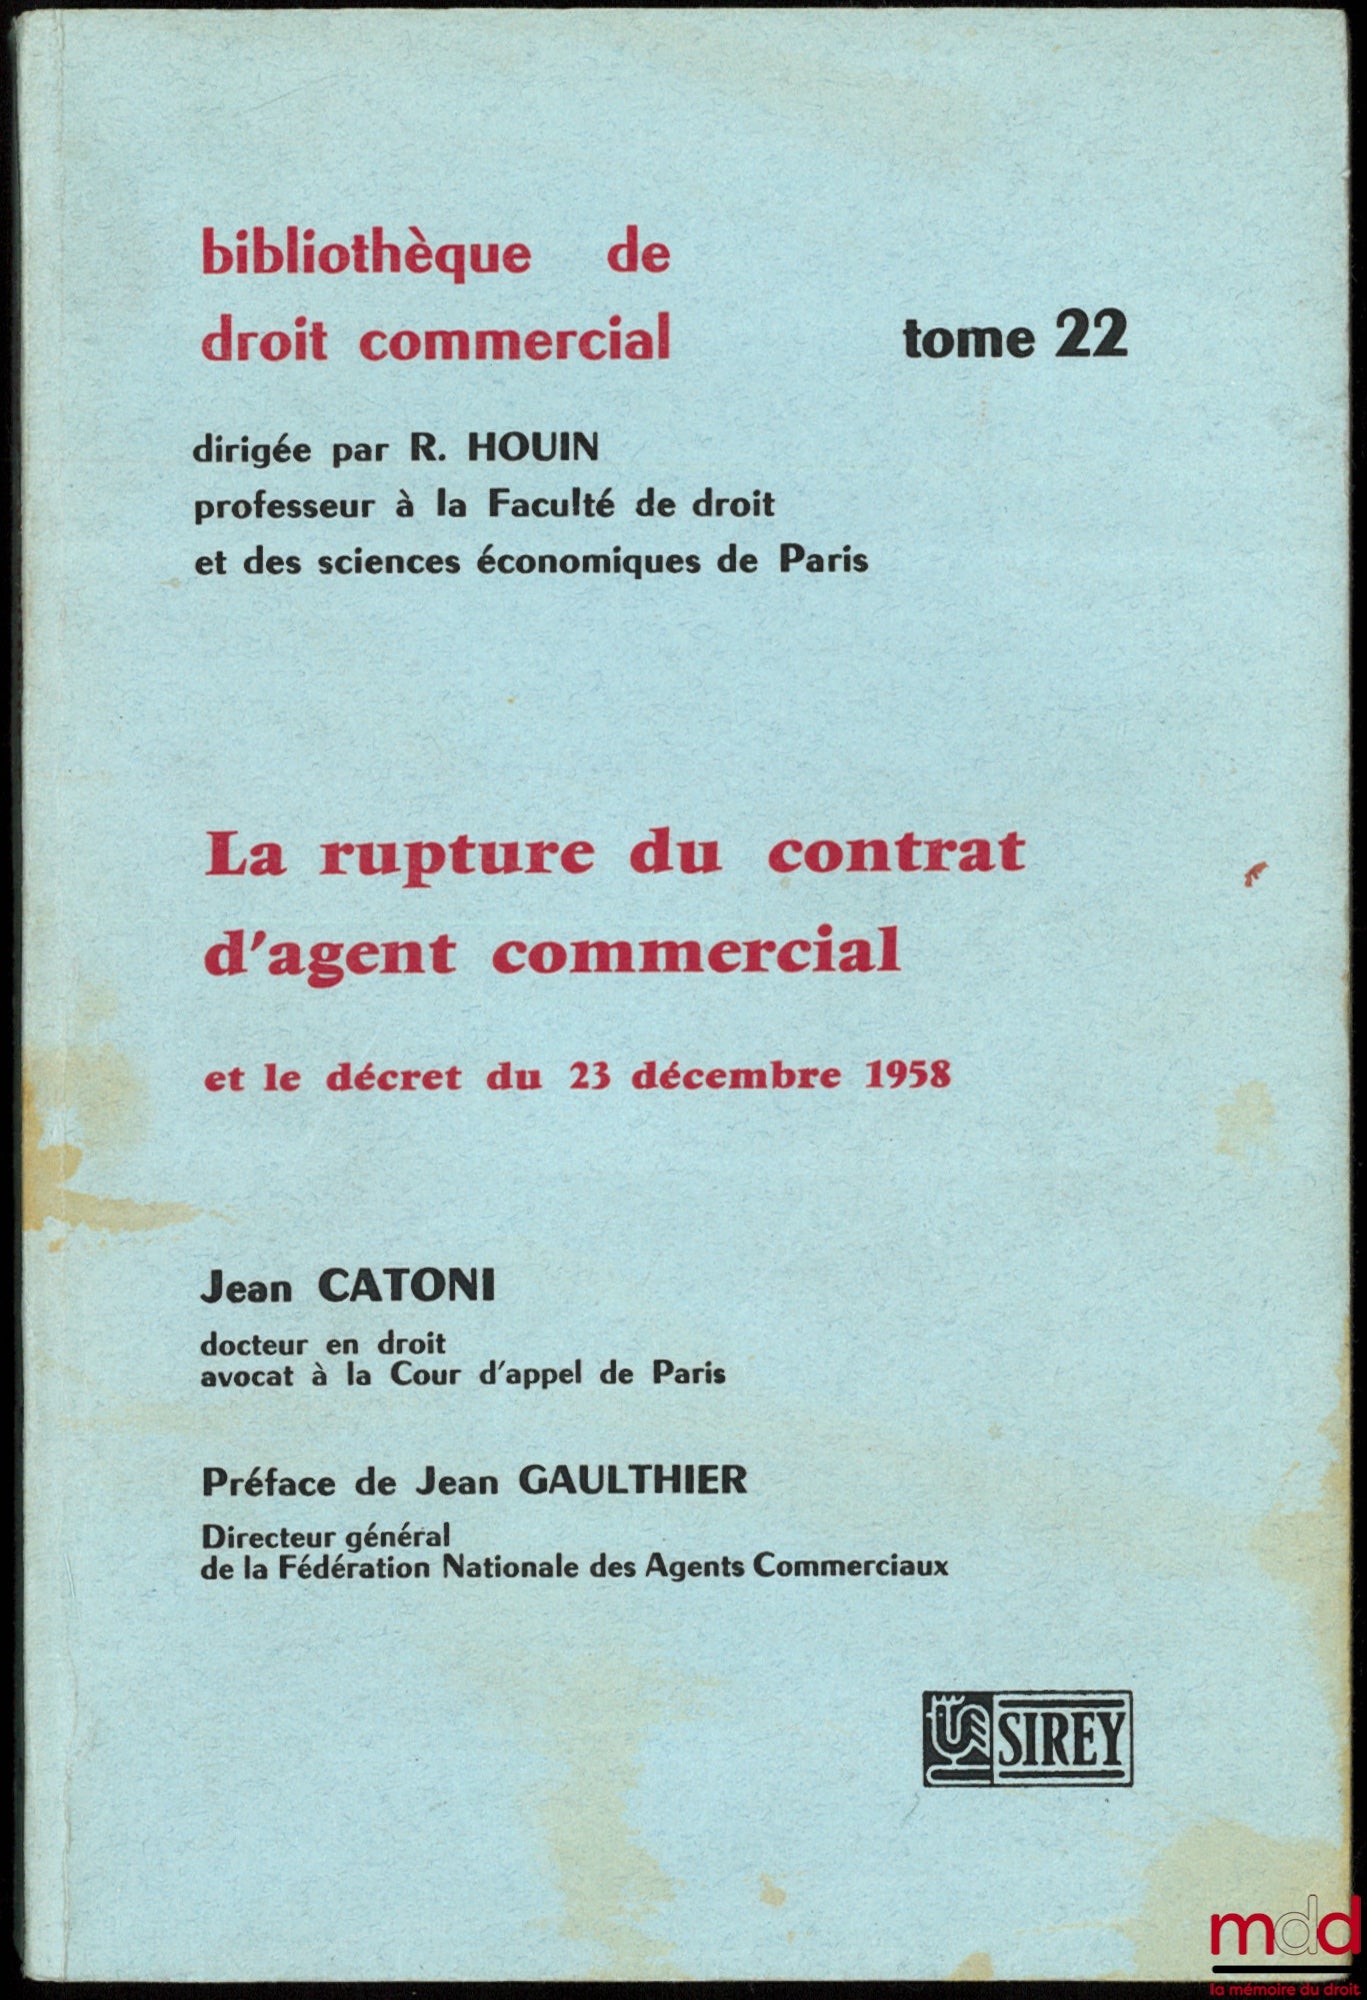 bibliothèque de
droit commercial
tome 22
dirigée par R. HOUIN
professeur à la Faculté de droit
et des sciences économiques de Paris
La rupture du contrat
d'agent commercial
et le décret du 23 décembre 1958
Jean CATONI
docteur en droit
avocat à la Cour d'appel de Paris
Préface de Jean GAULTHIER
Directeur général
de la Fédération Nationale des Agents Commerciaux
SIREY
mdd
la mémoire du droit